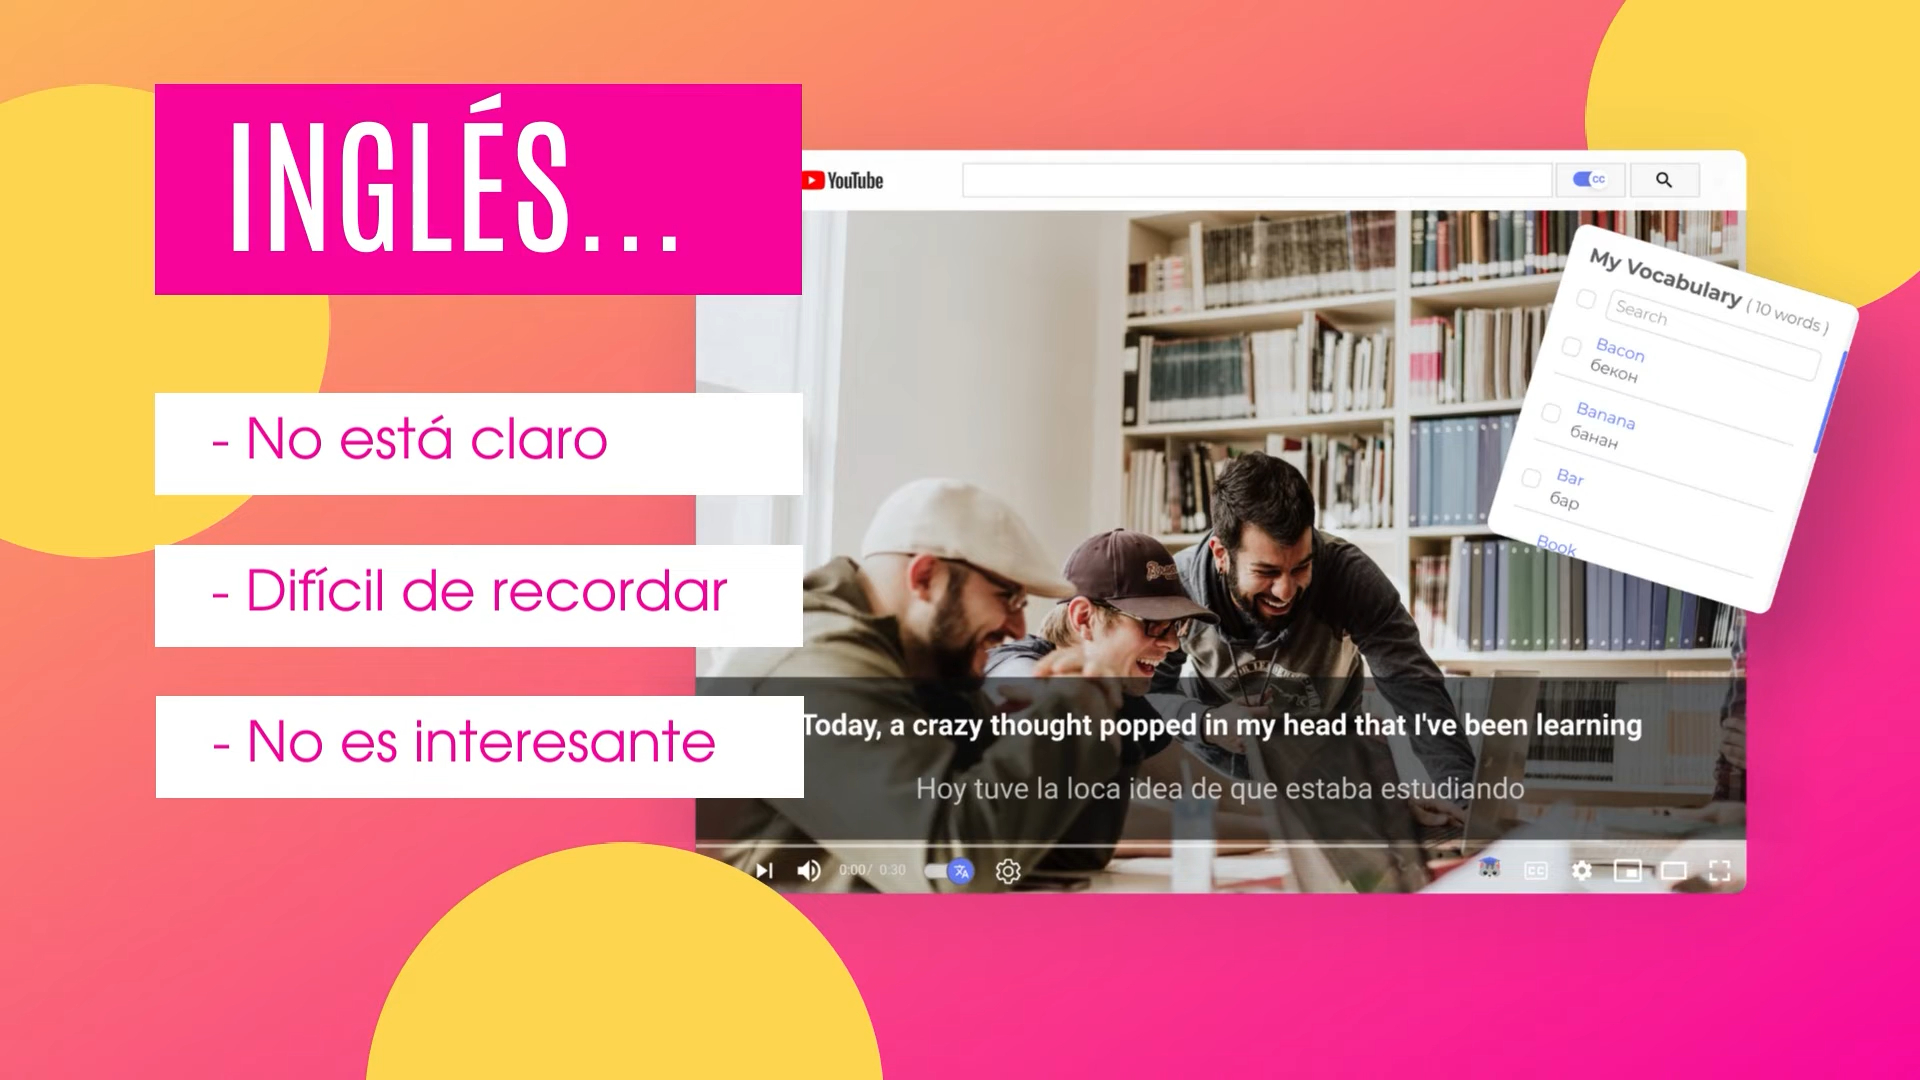 INGLÉS...
- No está claro
- Difícil de recordar
- No es interesante
YouTube
CC
My Vocabulary (10 words)
Search
Bacon
бекон
Banana
банан
Bar
бар
Book
Today, a crazy thought popped in my head that I've been learning
Hoy tuve la loca idea de que estaba estudiando
0:00/ 0:30
CC